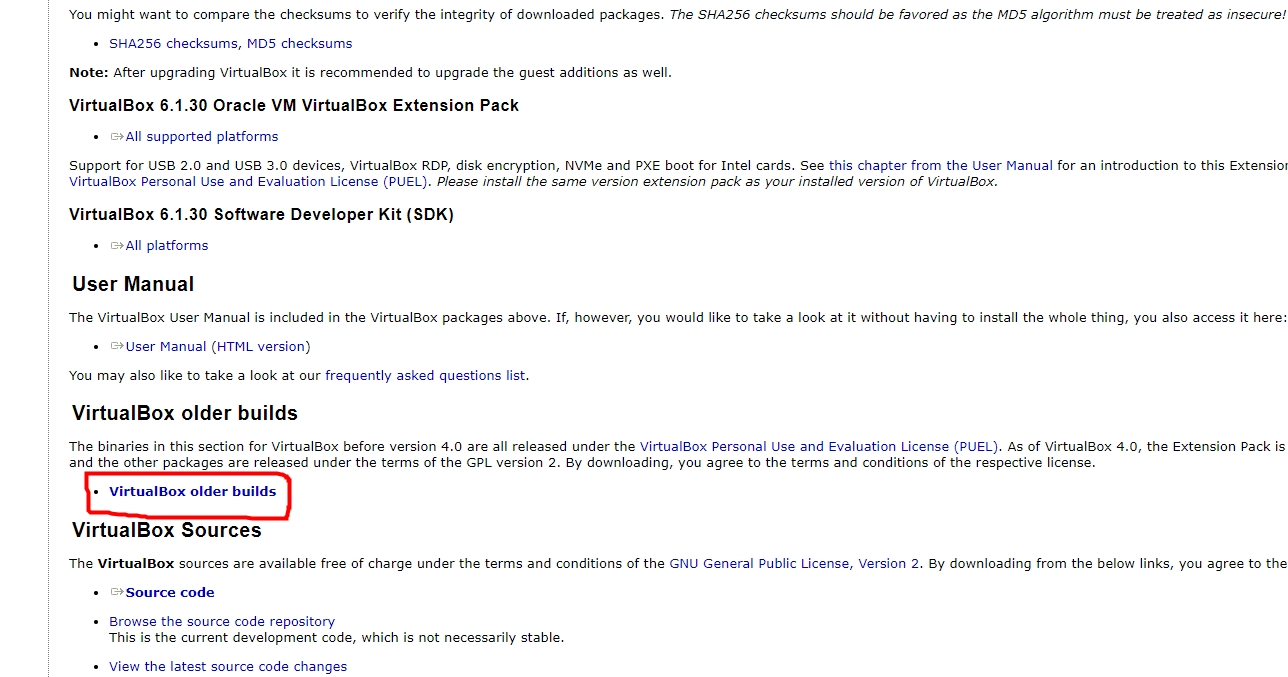 You might want to compare the checksums to verify the integrity of downloaded packages. The SHA256 checksums should be favored as the MD5 algorithm must be treated as insecure!
SHA256 checksums, MD5 checksums
Note: After upgrading VirtualBox it is recommended to upgrade the guest additions as well.
VirtualBox 6.1.30 Oracle VM VirtualBox Extension Pack
All supported platforms
Support for USB 2.0 and USB 3.0 devices, VirtualBox RDP, disk encryption, NVMe and PXE boot for Intel cards. See this chapter from the User Manual for an introduction to this Extension
VirtualBox Personal Use and Evaluation License (PUEL). Please install the same version extension pack as your installed version of VirtualBox.
VirtualBox 6.1.30 Software Developer Kit (SDK)
All platforms
User Manual
The VirtualBox User Manual is included in the VirtualBox packages above. If, however, you would like to take a look at it without having to install the whole thing, you also access it here:
User Manual (HTML version)
You may also like to take a look at our frequently asked questions list.
VirtualBox older builds
The binaries in this section for VirtualBox before version 4.0 are all released under the VirtualBox Personal Use and Evaluation License (PUEL). As of VirtualBox 4.0, the Extension Pack is
and the other packages are released under the terms of the GPL version 2. By downloading, you agree to the terms and conditions of the respective license.
VirtualBox older builds
VirtualBox Sources
The VirtualBox sources are available free of charge under the terms and conditions of the GNU General Public License, Version 2. By downloading from the below links, you agree to the
Source code
Browse the source code repository
This is the current development code, which is not necessarily stable.
View the latest source code changes